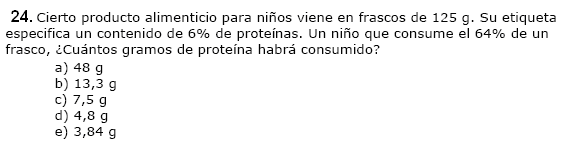 24. Cierto producto alimenticio para niños viene en frascos de 125 g. Su etiqueta
especifica un contenido de 6% de proteínas. Un niño que consume el 64% de un
frasco, ¿Cuántos gramos de proteína habrá consumido?
a) 48 g
b) 13,3 g
c) 7,5 g
d) 4,8 g
e) 3,84 g